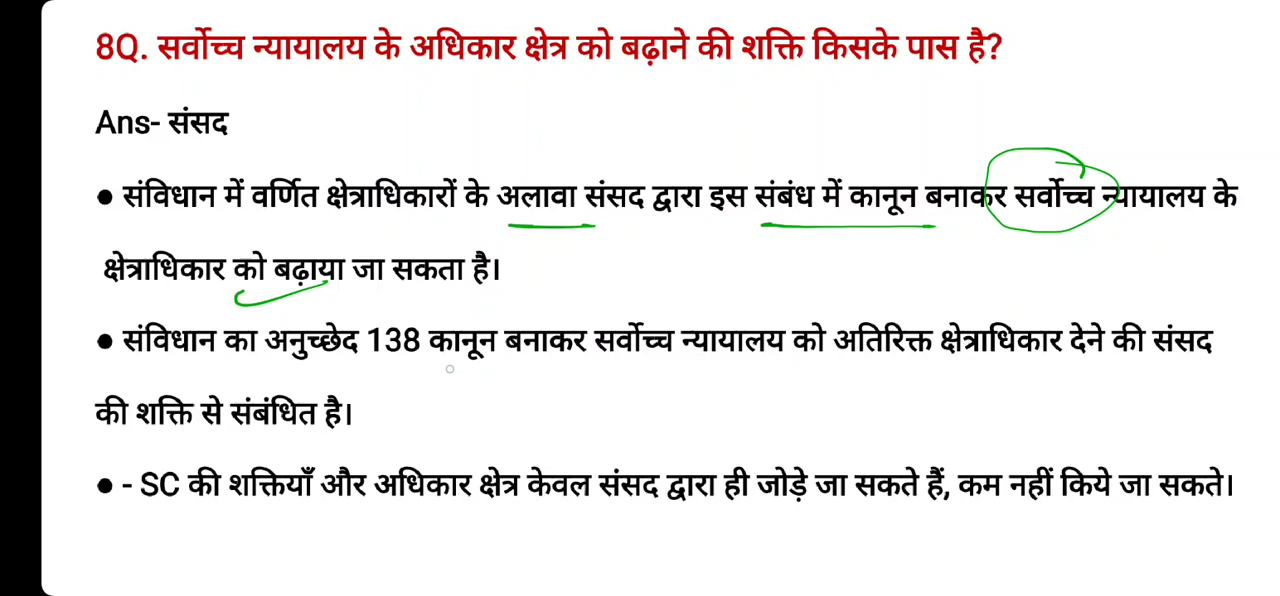 8Q. सर्वोच्च न्यायालय के अधिकार क्षेत्र को बढ़ाने की शक्ति किसके पास है?
Ans- संसद
● संविधान में वर्णित क्षेत्राधिकारों के अलावा संसद द्वारा इस संबंध में कानून बनाकर सर्वोच्च न्यायालय के
क्षेत्राधिकार को बढ़ाया जा सकता है।
● संविधान का अनुच्छेद 138 कानून बनाकर सर्वोच्च न्यायालय को अतिरिक्त क्षेत्राधिकार देने की संसद
की शक्ति से संबंधित है।
● - SC की शक्तियाँ और अधिकार क्षेत्र केवल संसद द्वारा ही जोड़े जा सकते हैं, कम नहीं किये जा सकते।